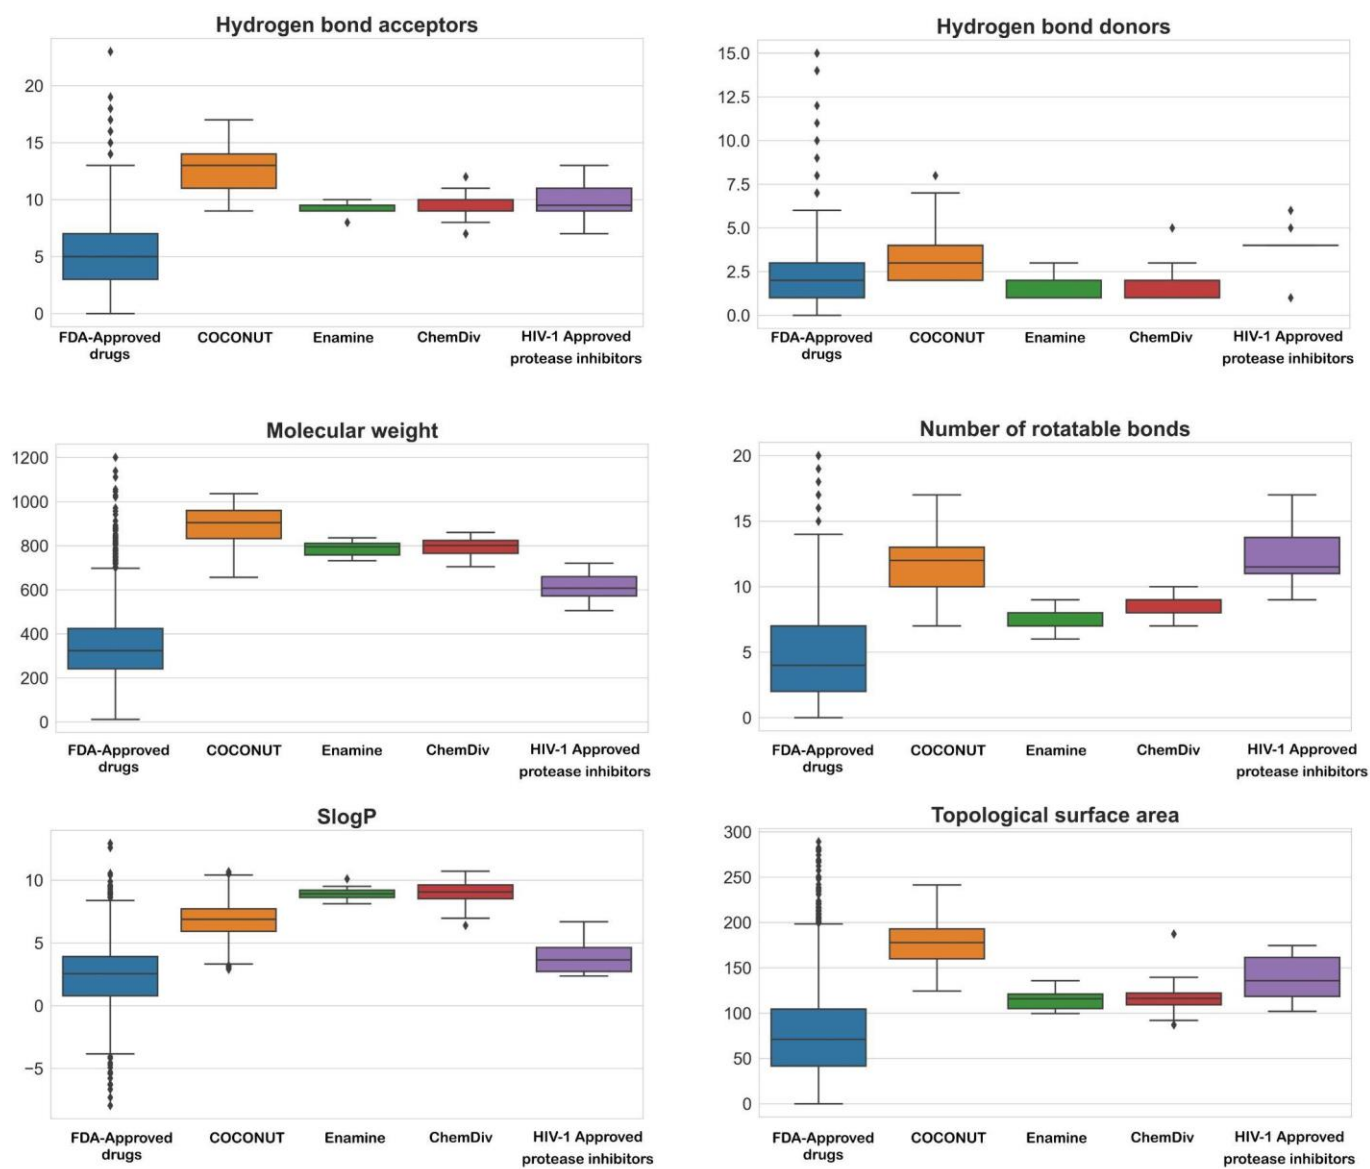 Hydrogen bond acceptors
20
15
10
5
0
FDA-Approved drugs
COCONUT
Enamine
ChemDiv
HIV-1 Approved protease inhibitors
Hydrogen bond donors
15.0
12.5
10.0
7.5
5.0
2.5
0.0
FDA-Approved drugs
COCONUT
Enamine
ChemDiv
HIV-1 Approved protease inhibitors
Molecular weight
1200
1000
800
600
400
200
0
FDA-Approved drugs
COCONUT
Enamine
ChemDiv
HIV-1 Approved protease inhibitors
Number of rotatable bonds
20
15
10
5
0
FDA-Approved drugs
COCONUT
Enamine
ChemDiv
HIV-1 Approved protease inhibitors
SlogP
10
5
0
−5
FDA-Approved drugs
COCONUT
Enamine
ChemDiv
HIV-1 Approved protease inhibitors
Topological surface area
300
250
200
150
100
50
0
FDA-Approved drugs
COCONUT
Enamine
ChemDiv
HIV-1 Approved protease inhibitors